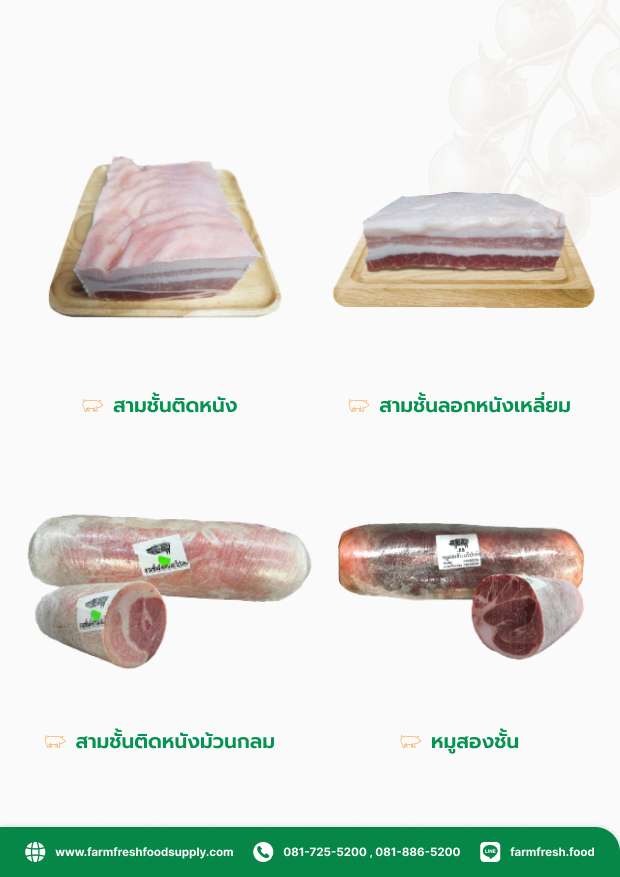 สามชั้นติดหนัง
สามชั้นลอกหนังเหลี่ยม
สามชั้นติดหนังม้วนกลม
หมูสองชั้น
www.farmfreshfoodsupply.com
081-725-5200 , 081-886-5200
LINE
farmfresh.food